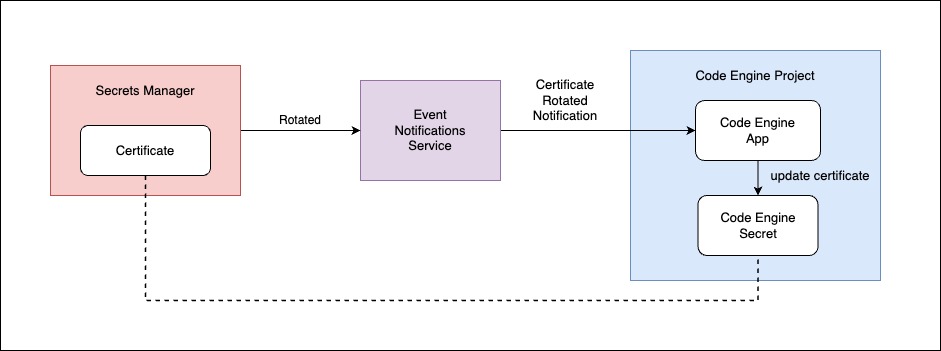 Secrets Manager
Certificate
Rotated
Event
Notifications
Service
Certificate
Rotated
Notification
Code Engine Project
Code Engine
App
update certificate
Code Engine
Secret